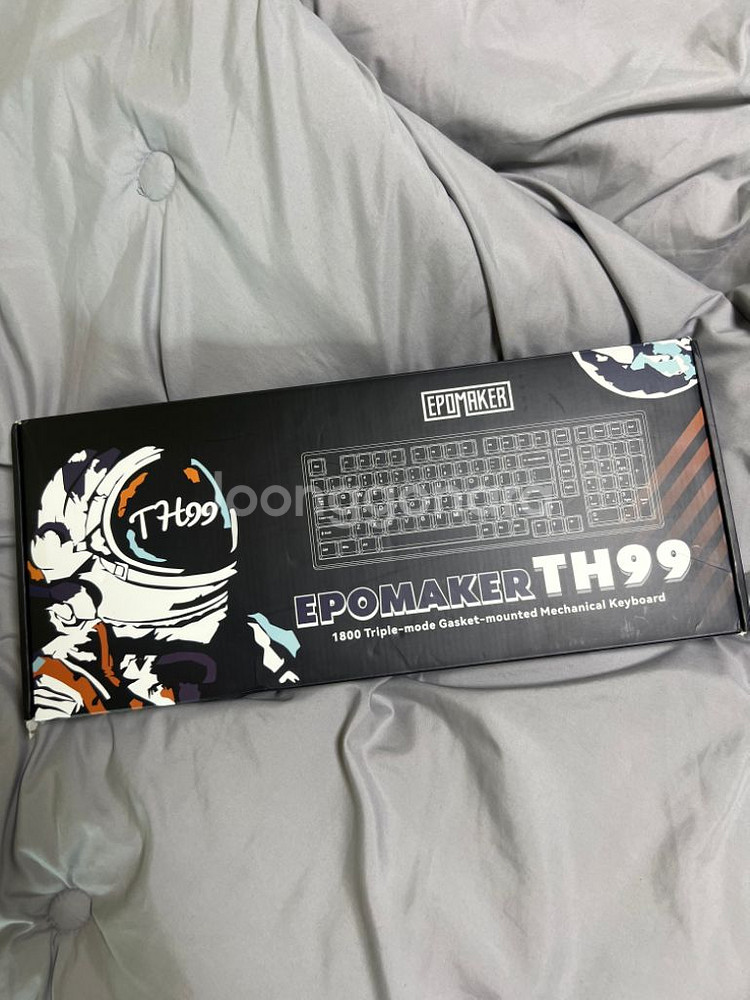 EPOMAKER
TH99
EPOMAKER TH99
1800 Triple-mode Gasket-mounted Mechanical Keyboard